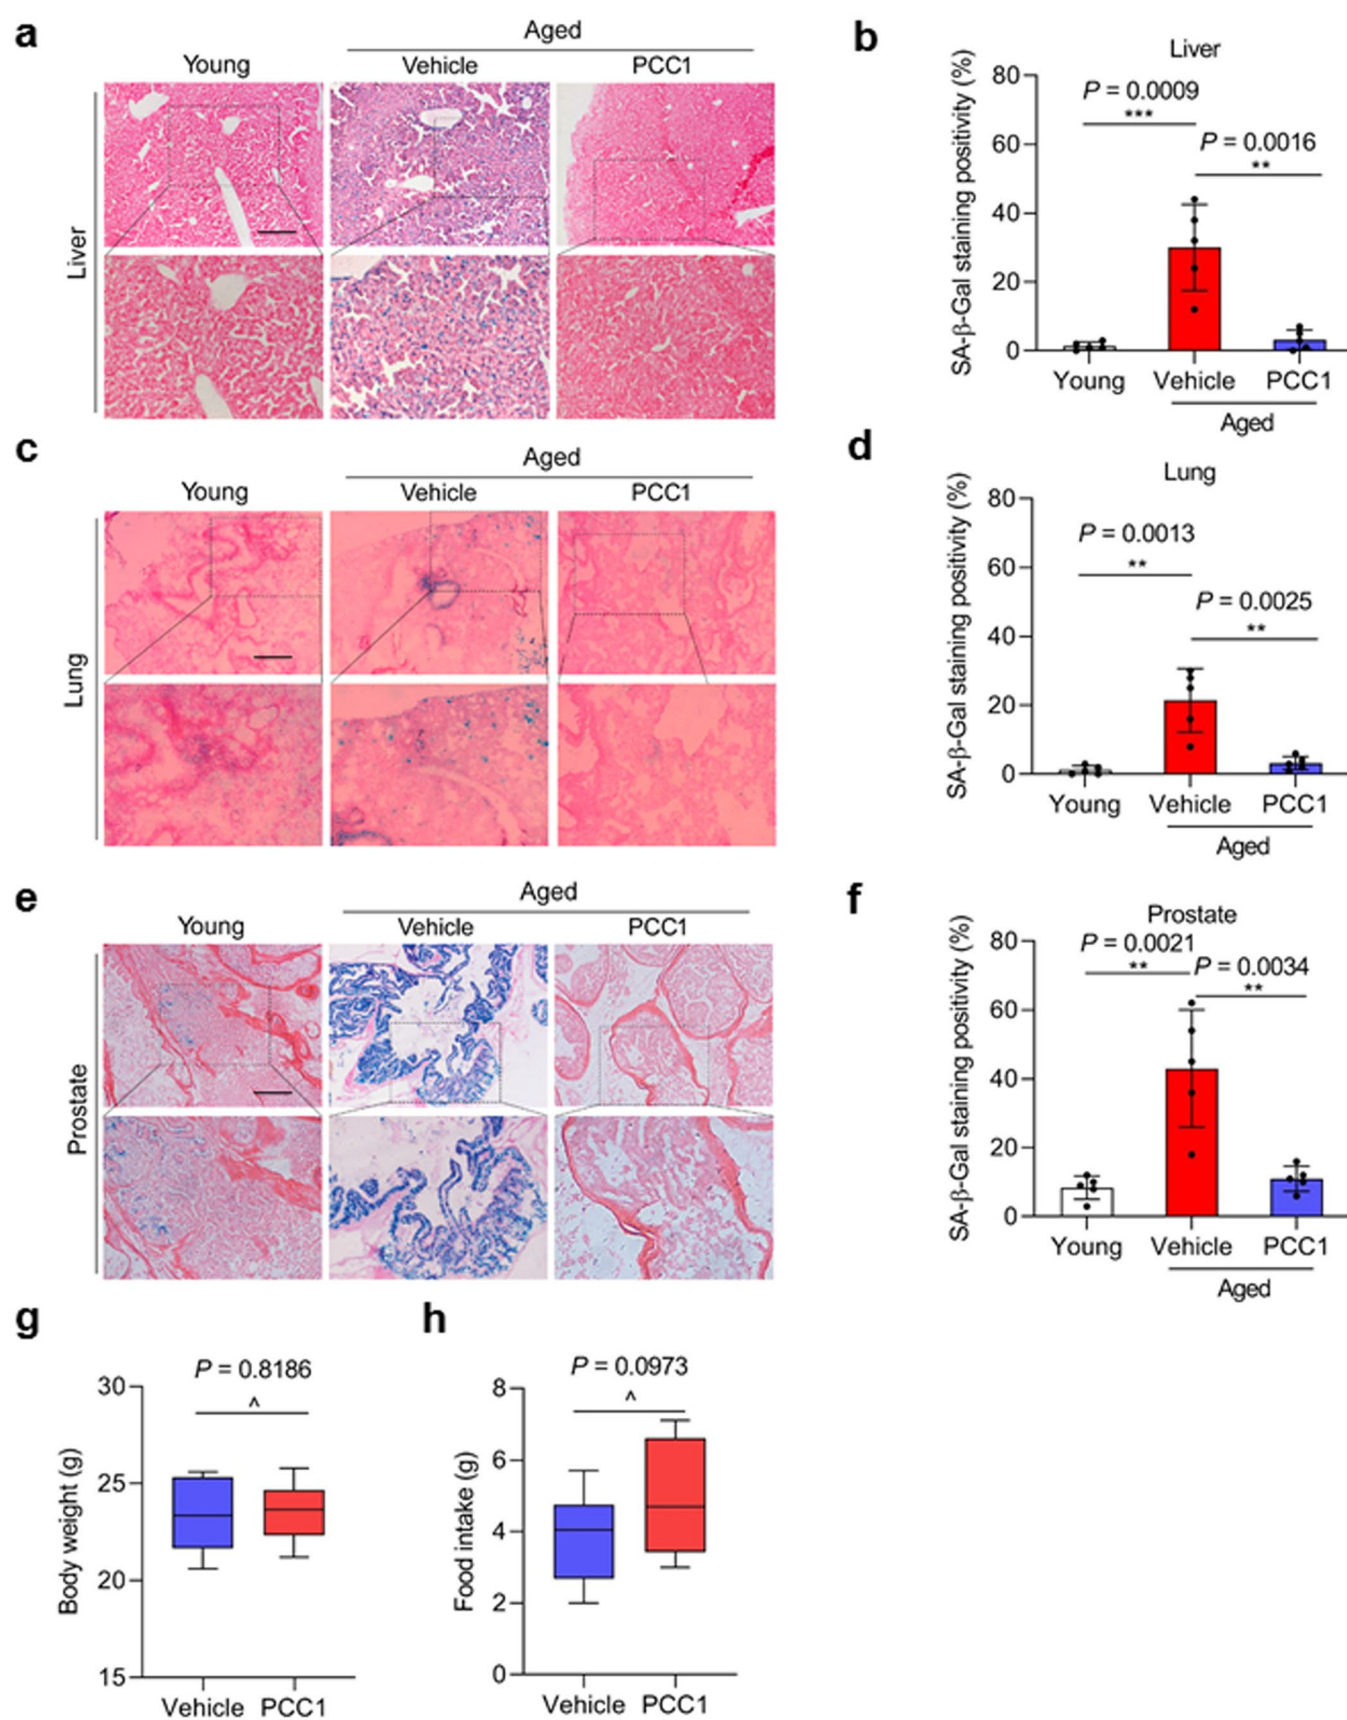 a
Aged
Young
Vehicle
PCC1
Liver
b
Liver
SA-β-Gal staining positivity (%)
80
60
40
20
0
P = 0.0009
***
P = 0.0016
**
Young
Vehicle
PCC1
Aged
c
Aged
Young
Vehicle
PCC1
Lung
d
Lung
SA-β-Gal staining positivity (%)
80
60
40
20
0
P = 0.0013
**
P = 0.0025
**
Young
Vehicle
PCC1
Aged
e
Aged
Young
Vehicle
PCC1
Prostate
f
Prostate
SA-β-Gal staining positivity (%)
80
60
40
20
0
P = 0.0021
**
P = 0.0034
**
Young
Vehicle
PCC1
Aged
g
P = 0.8186
^
Body weight (g)
30
25
20
15
Vehicle
PCC1
h
P = 0.0973
^
Food intake (g)
8
6
4
2
0
Vehicle
PCC1